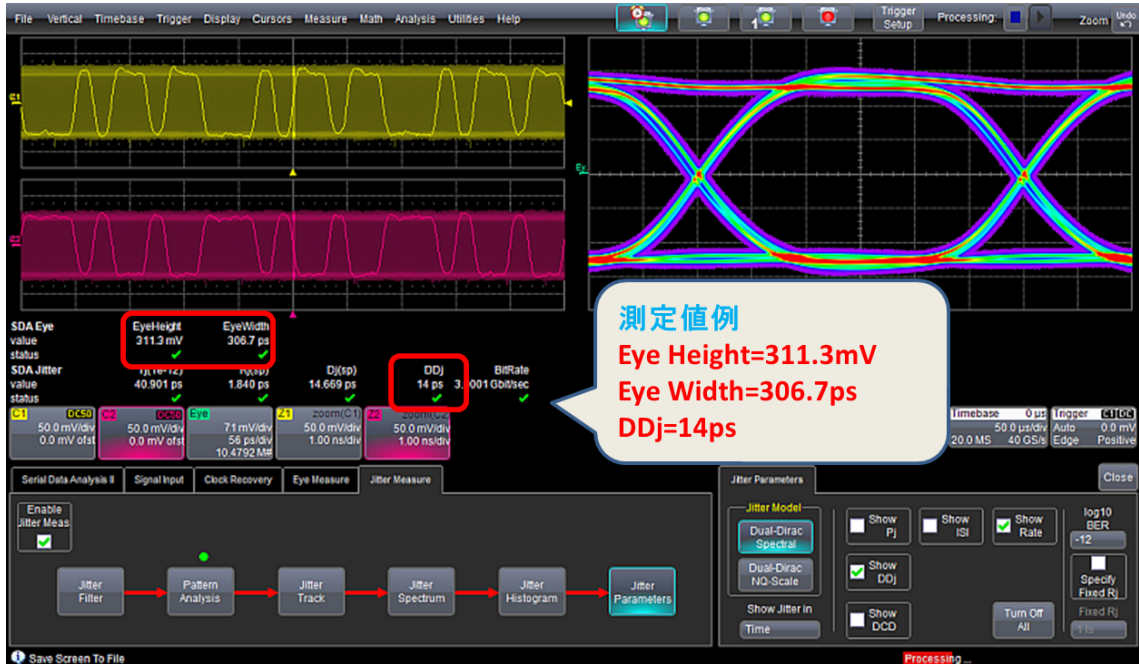 File Vertical Timebase Trigger Display Cursors Measure Math Analysis Utilities Help
1
Trigger
Setup
Processing:
Zoom
Undo
測定値例
Eye Height=311.3mV
Eye Width=306.7ps
DDj=14ps
SDA Eye EyeHeight EyeWidth
value 311.3 mV 306.7 ps
status
SDA Jitter Tj(1e-12) Rj(sp) Dj(sp) DDj BitRate
value 40.901 ps 1.840 ps 14.669 ps 14 ps
status
C1 DC50
50.0 mV/div
0.0 mV ofst
C2 DC50
50.0 mV/div
0.0 mV ofst
Eye
71 mV/div
56 ps/div
10.4792 M#
Z1 zoom(C1)
50.0 mV/div
1.00 ns/div
Z2 zoom(C2)
50.0 mV/div
1.00 ns/div
Timebase 0 µs
50.0 µs/div
20.0 MS 40 GS/s
Trigger C1 DC
Auto 0.0 mV
Edge Positive
Serial Data Analysis II Signal Input Clock Recovery Eye Measure Jitter Measure
Enable
Jitter Meas
Jitter
Filter
Pattern
Analysis
Jitter
Track
Jitter
Spectrum
Jitter
Histogram
Jitter
Parameters
Jitter Parameters
Close
Jitter Model
Dual-Dirac
Spectral
Dual-Dirac
NQ-Scale
Show Jitter in
Time
Show
Pj
Show
ISI
Show
Rate
Show
DDj
Show
DCD
Turn Off
All
log10
BER
-12
Specify
Fixed Rj
Fixed Rj
1 fs
Save Screen To File
Processing...